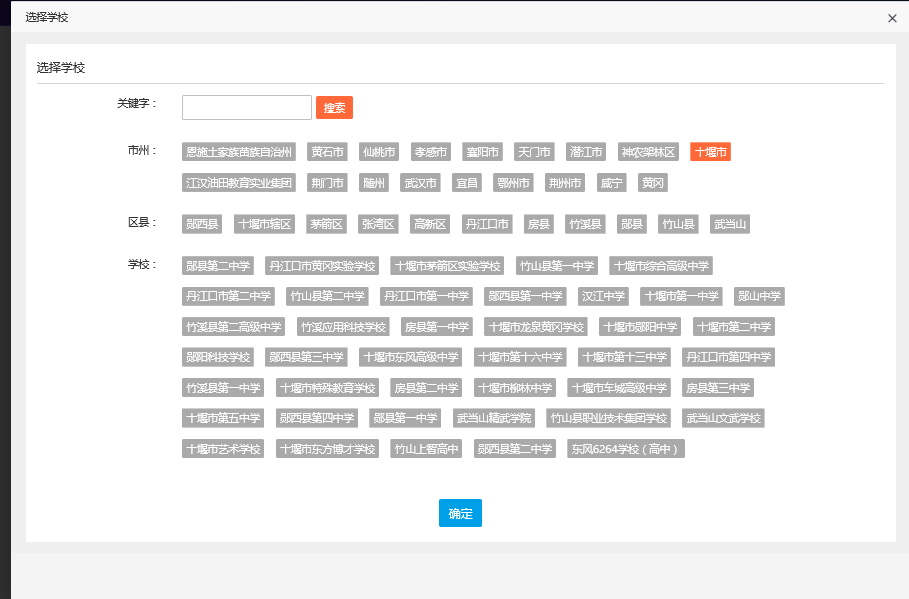 选择学校
选择学校
关键字： 搜索
市州： 恩施土家族苗族自治州 黄石市 仙桃市 孝感市 襄阳市 天门市 潜江市 神农架林区 十堰市
江汉油田教育实业集团 荆门市 随州 武汉市 宜昌 鄂州市 荆州市 咸宁 黄冈
区县： 郧西县 十堰市辖区 茅箭区 张湾区 高新区 丹江口市 房县 竹溪县 郧县 竹山县 武当山
学校： 郧县第二中学 丹江口市黄冈实验学校 十堰市茅箭区实验学校 竹山县第一中学 十堰市综合高级中学
丹江口市第二中学 竹山县第二中学 丹江口市第一中学 郧西县第一中学 汉江中学 十堰市第一中学 郧山中学
竹溪县第二高级中学 竹溪应用科技学校 房县第一中学 十堰市龙泉黄冈学校 十堰市郧阳中学 十堰市第二中学
郧阳科技学校 郧西县第三中学 十堰市东风高级中学 十堰市第十六中学 十堰市第十三中学 丹江口市第四中学
竹溪县第一中学 十堰市特殊教育学校 房县第二中学 十堰市柳林中学 十堰市车城高级中学 房县第三中学
十堰市第五中学 郧西县第四中学 郧县第一中学 武当山精武学院 竹山县职业技术集团学校 武当山文武学校
十堰市艺术学校 十堰市东方博才学校 竹山上智高中 郧西县第二中学 东风6264学校（高中）
确定